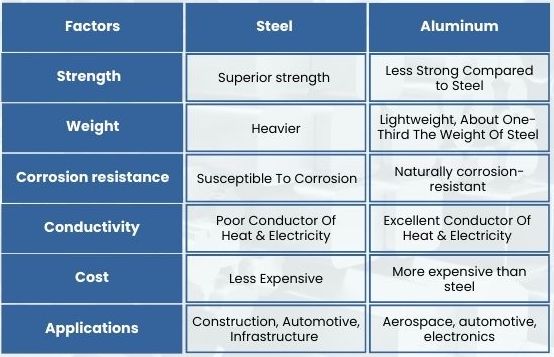 Factors
Steel
Aluminum
Strength
Superior strength
Less Strong Compared
to Steel
Weight
Heavier
Lightweight, About One-
Third The Weight Of Steel
Corrosion resistance
Susceptible To Corrosion
Naturally corrosion-
resistant
Conductivity
Poor Conductor Of
Heat & Electricity
Excellent Conductor Of
Heat & Electricity
Cost
Less Expensive
More expensive than
steel
Applications
Construction, Automotive,
Infrastructure
Aerospace, automotive,
electronics